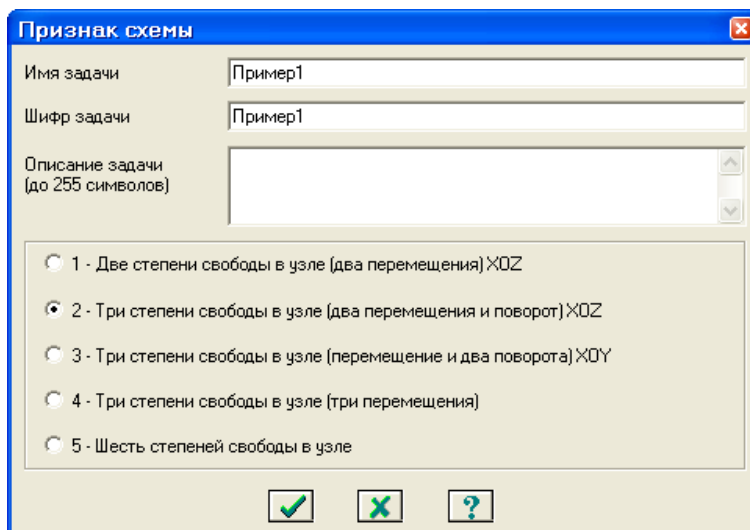 Признак схемы
Имя задачи
Пример1
Шифр задачи
Пример1
Описание задачи
(до 255 символов)
1 - Две степени свободы в узле (два перемещения) XOZ
2 - Три степени свободы в узле (два перемещения и поворот) XOZ
3 - Три степени свободы в узле (перемещение и два поворота) XOY
4 - Три степени свободы в узле (три перемещения)
5 - Шесть степеней свободы в узле
?